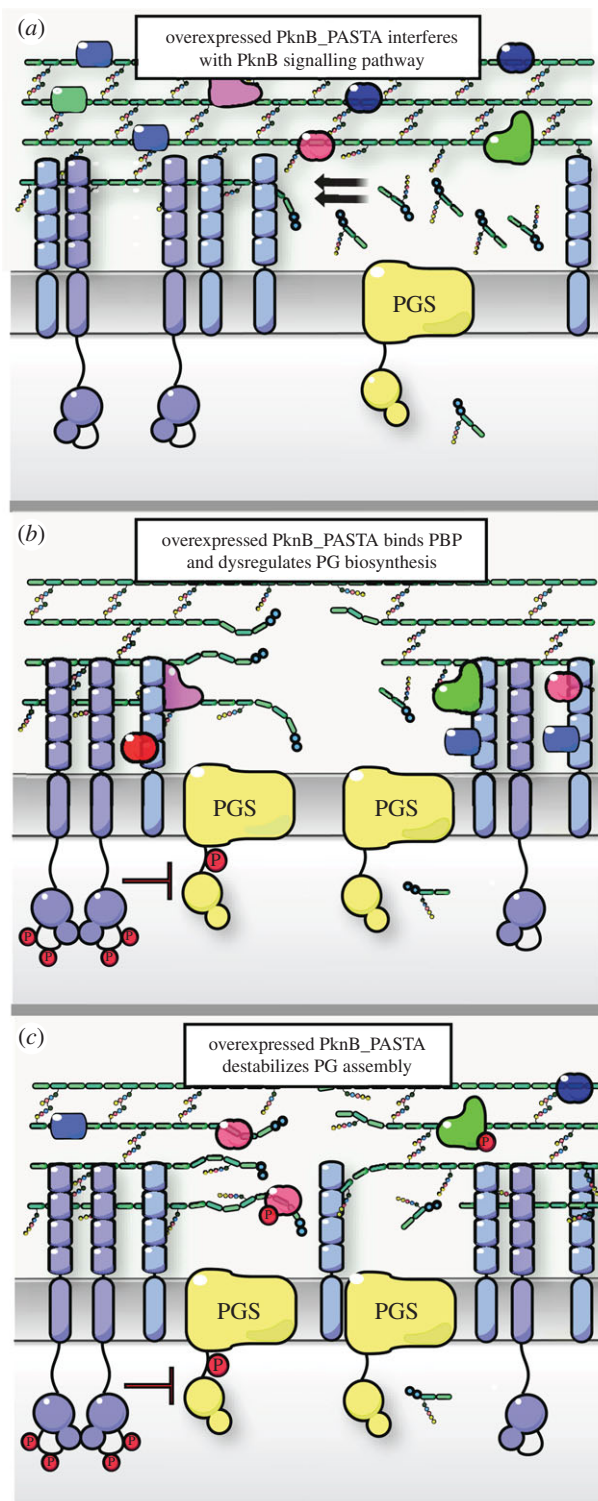 (a)
overexpressed PknB_PASTA interferes
with PknB signalling pathway
PGS
(b)
overexpressed PknB_PASTA binds PBP
and dysregulates PG biosynthesis
PGS
PGS
P
P
P
P
P
(c)
overexpressed PknB_PASTA
destabilizes PG assembly
P
P
PGS
PGS
P
P
P
P
P